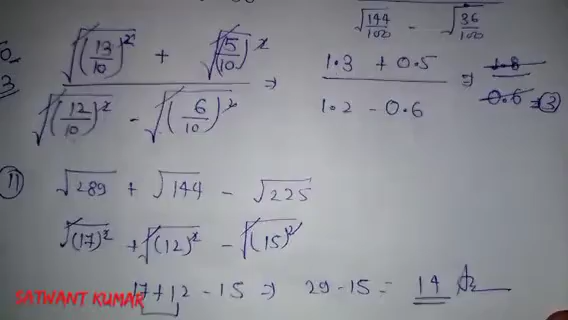 √144/100 - √36/100
3
√(13/10)² + √(5/10)² / √(12/10)² - √(6/10)² ⇒ 1.3 + 0.5 / 1.2 - 0.6 ⇒ 1.8 / 0.6 = 3
11 √289 + √144 - √225
√(17)² + √(12)² - √(15)²
17 + 12 - 15 ⇒ 29 - 15 = 14
SATWANT KUMAR